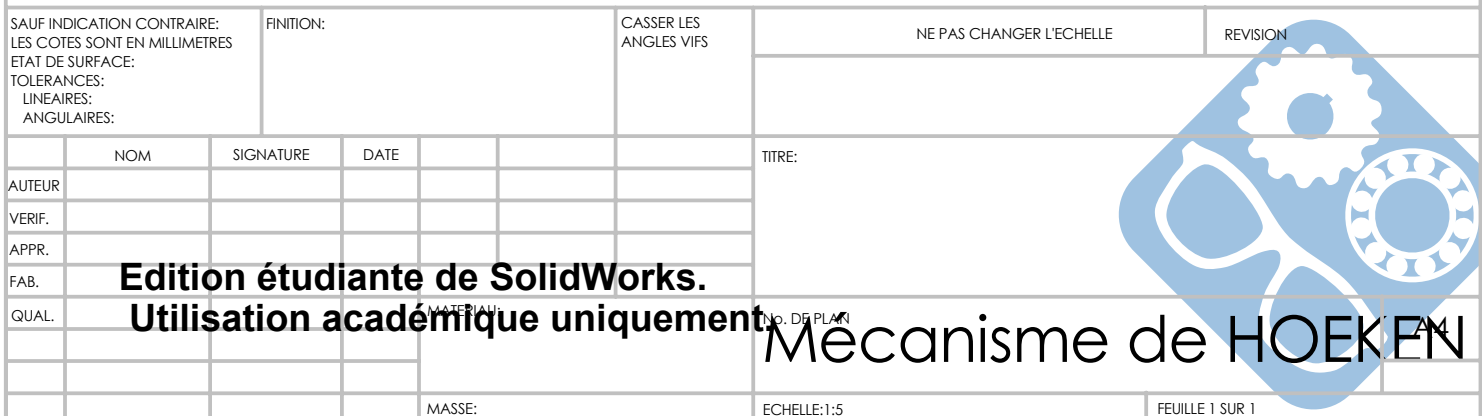 SAUF INDICATION CONTRAIRE:
LES COTES SONT EN MILLIMETRES
ETAT DE SURFACE:
TOLERANCES:
LINEAIRES:
ANGULAIRES:
FINITION:
CASSER LES
ANGLES VIFS
NE PAS CHANGER L'ECHELLE
REVISION
NOM
SIGNATURE
DATE
TITRE:
AUTEUR
VERIF.
APPR.
FAB.
QUAL.
Edition étudiante de SolidWorks.
Utilisation académique uniquement.
MATERIAU:
No. DE PLAN
Mécanisme de HOEKEN
A4
MASSE:
ECHELLE:1:5
FEUILLE 1 SUR 1